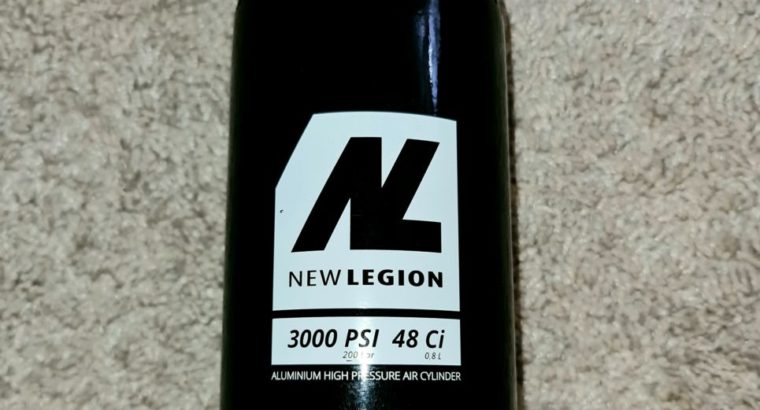 NL
NEW LEGION
3000 PSI 48 Ci
200 bar 0,8 L
ALUMINIUM HIGH PRESSURE AIR CYLINDER